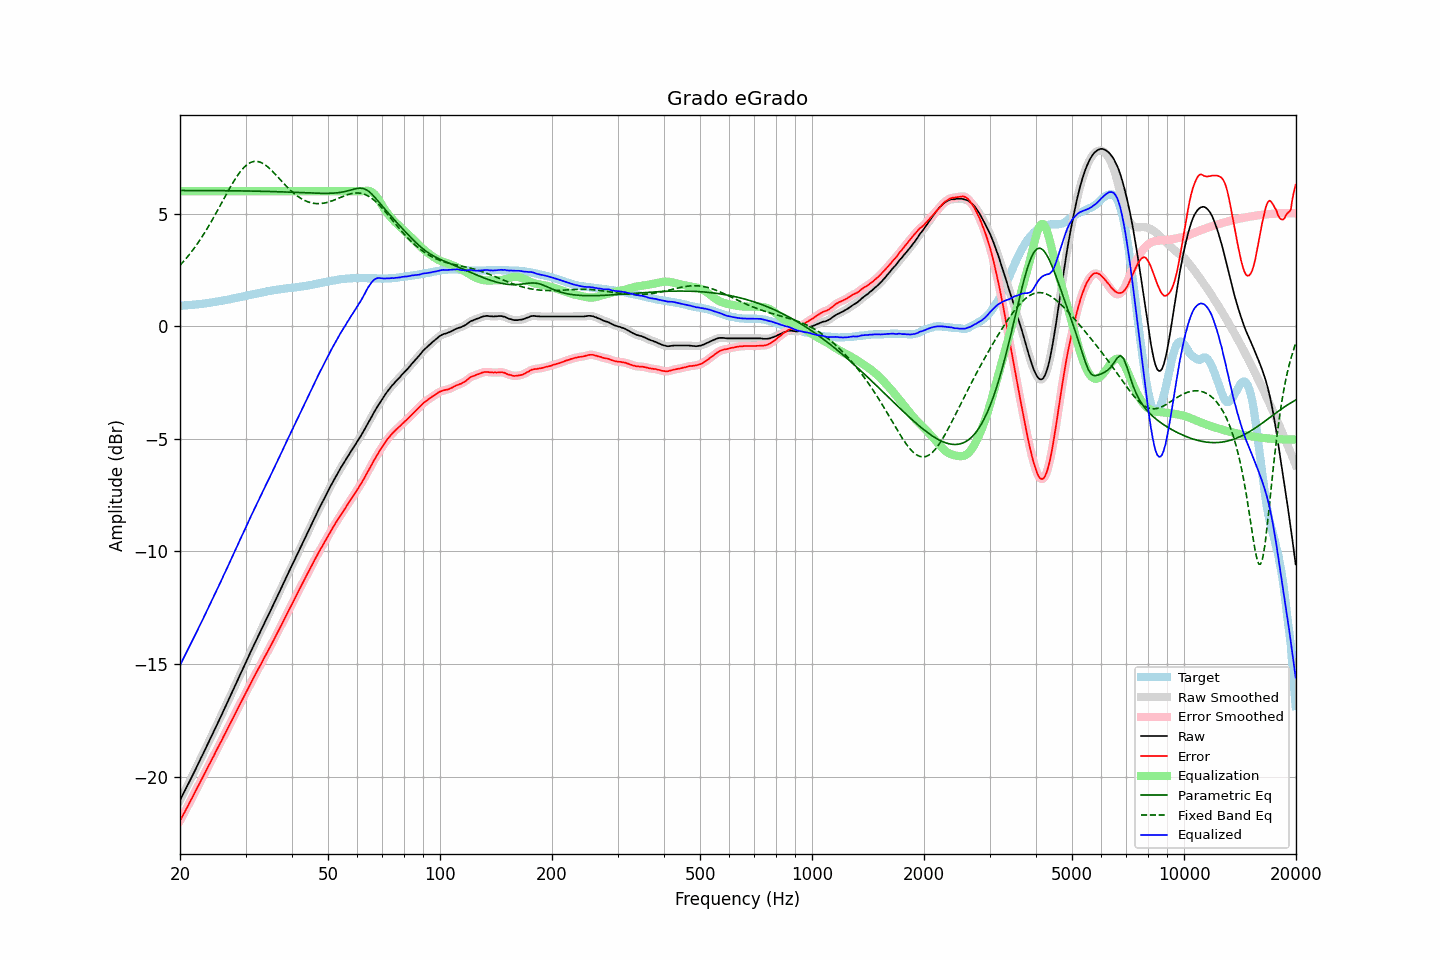 Grado eGrado
Amplitude (dBr)
5
0
−5
−10
−15
−20
20 50 100 200 500 1000 2000 5000 10000 20000
Frequency (Hz)
Target
Raw Smoothed
Error Smoothed
Raw
Error
Equalization
Parametric Eq
Fixed Band Eq
Equalized